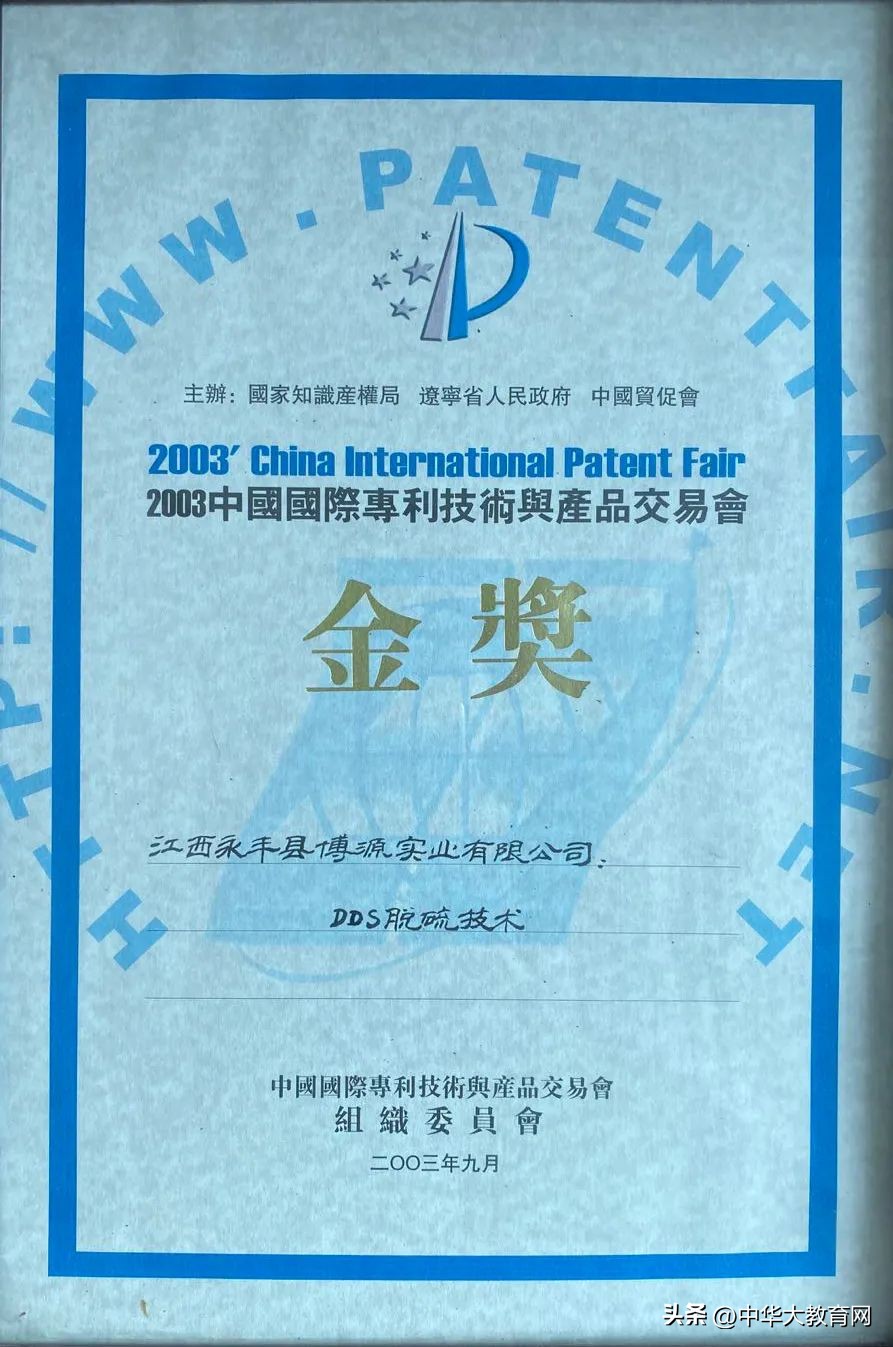 HTTP://WWW.PATENTFAIR.NET
主辦：國家知識産權局 遼寧省人民政府 中國貿促會
2003' China International Patent Fair
2003中國國際專利技術與產品交易會
金獎
江西永丰县博源实业有限公司：
DDS脱硫技术
中國國際專利技術與産品交易會
組織委員會
二〇〇三年九月
头条 @中华大教育网